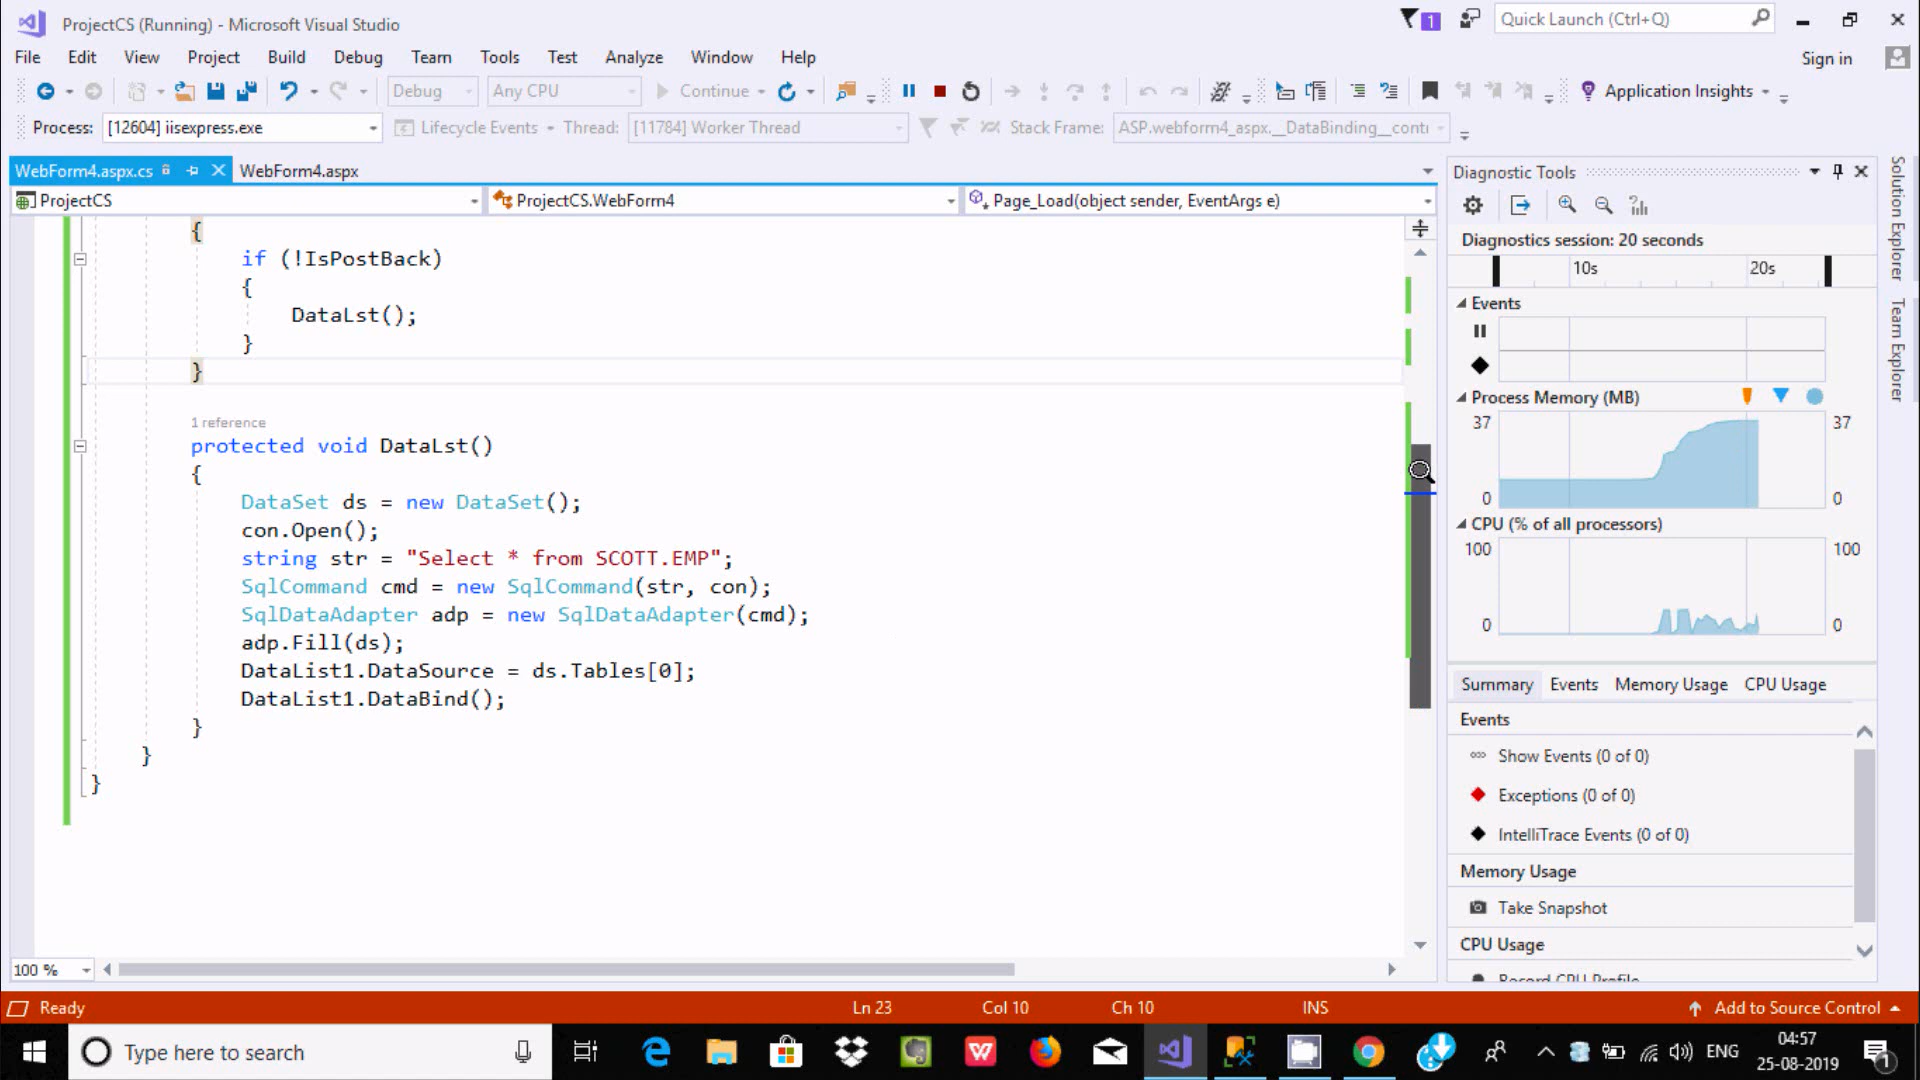 ProjectCS (Running) - Microsoft Visual Studio
1
Quick Launch (Ctrl+Q)
File Edit View Project Build Debug Team Tools Test Analyze Window Help
Sign in
Debug Any CPU Continue Application Insights
Process: [12604] iisexpress.exe Lifecycle Events Thread: [11784] Worker Thread Stack Frame: ASP.webform4_aspx.__DataBinding__conti
WebForm4.aspx.cs WebForm4.aspx
ProjectCS ProjectCS.WebForm4 Page_Load(object sender, EventArgs e)
{
if (!IsPostBack)
{
DataLst();
}
}
1 reference
protected void DataLst()
{
DataSet ds = new DataSet();
con.Open();
string str = "Select * from SCOTT.EMP";
SqlCommand cmd = new SqlCommand(str, con);
SqlDataAdapter adp = new SqlDataAdapter(cmd);
adp.Fill(ds);
DataList1.DataSource = ds.Tables[0];
DataList1.DataBind();
}
}
}
100 %
Diagnostic Tools
Diagnostics session: 20 seconds
10s 20s
Events
Process Memory (MB)
37 37
0 0
CPU (% of all processors)
100 100
0 0
Summary Events Memory Usage CPU Usage
Events
Show Events (0 of 0)
Exceptions (0 of 0)
IntelliTrace Events (0 of 0)
Memory Usage
Take Snapshot
CPU Usage
Record CPU Profile
Solution Explorer
Team Explorer
Ready Ln 23 Col 10 Ch 10 INS Add to Source Control
Type here to search
ENG
04:57
25-08-2019
1